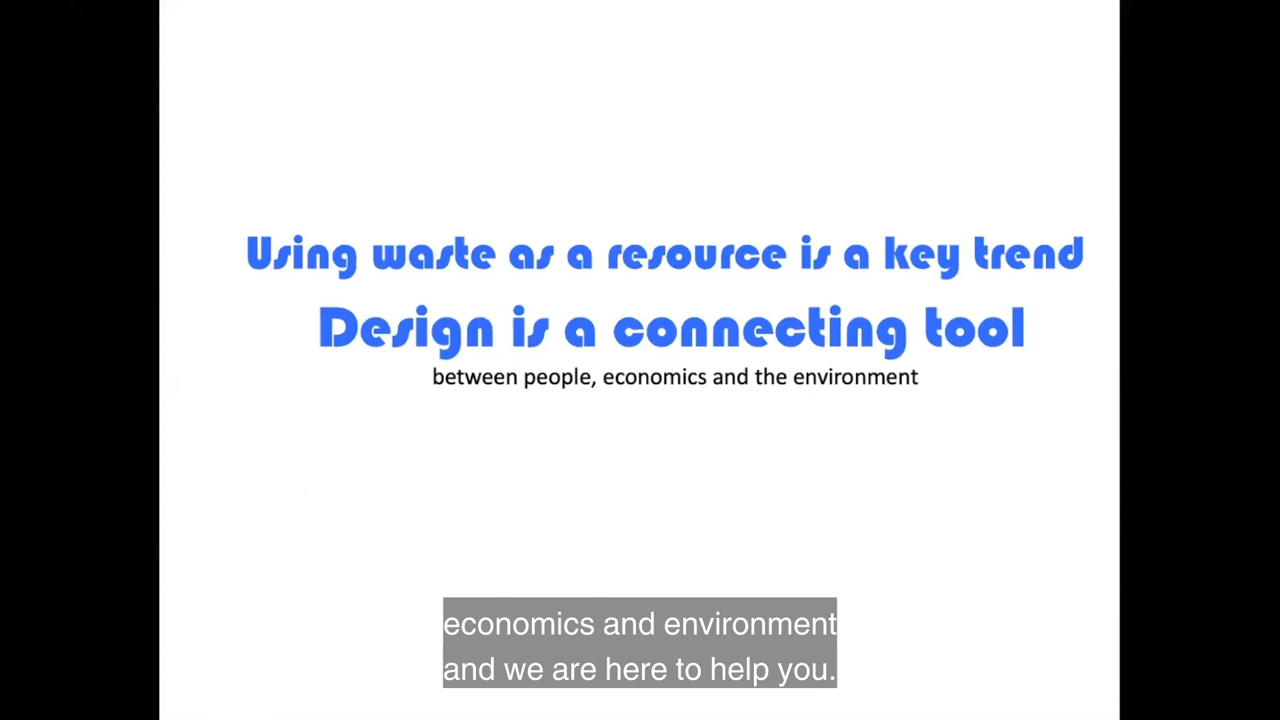 Using waste as a resource is a key trend
Design is a connecting tool
between people, economics and the environment
economics and environment
and we are here to help you.